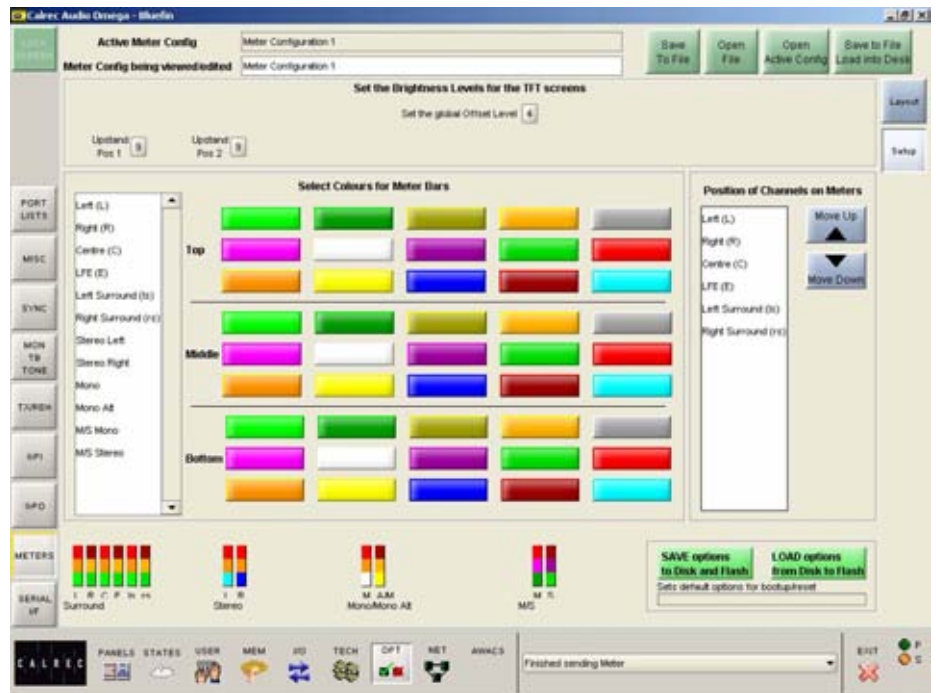 Calrec Audio Omega - Bluefin
Active Meter Config
Meter Configuration 1
Meter Config being viewed/edited
Meter Configuration 1
Save To File
Open File
Open Active Config
Save to File Load into Desk
Set the Brightness Levels for the TFT screens
Set the global Offset Level 4
Upstand Pos 1 9
Upstand Pos 2 9
Layout
Setup
PORT LISTS
MISC
SYNC
MON TB TONE
TX/REH
GPI
GPO
METERS
SERIAL I/F
Select Colours for Meter Bars
Left (L)
Right (R)
Centre (C)
LFE (E)
Left Surround (ls)
Right Surround (rs)
Stereo Left
Stereo Right
Mono
Mono Alt
M/S Mono
M/S Stereo
Top
Middle
Bottom
Position of Channels on Meters
Left (L)
Right (R)
Centre (C)
LFE (E)
Left Surround (ls)
Right Surround (rs)
Move Up
Move Down
L R C E ls rs
Surround
L R
Stereo
M A/M
Mono/Mono Alt
M S
M/S
SAVE options to Disk and Flash
LOAD options from Disk to Flash
Sets default options for bootup/reset
CALREC
PANELS
STATES
USER
MEM
I/O
TECH
OPT
NET
AWACS
Finished sending Meter
EXIT
P
S